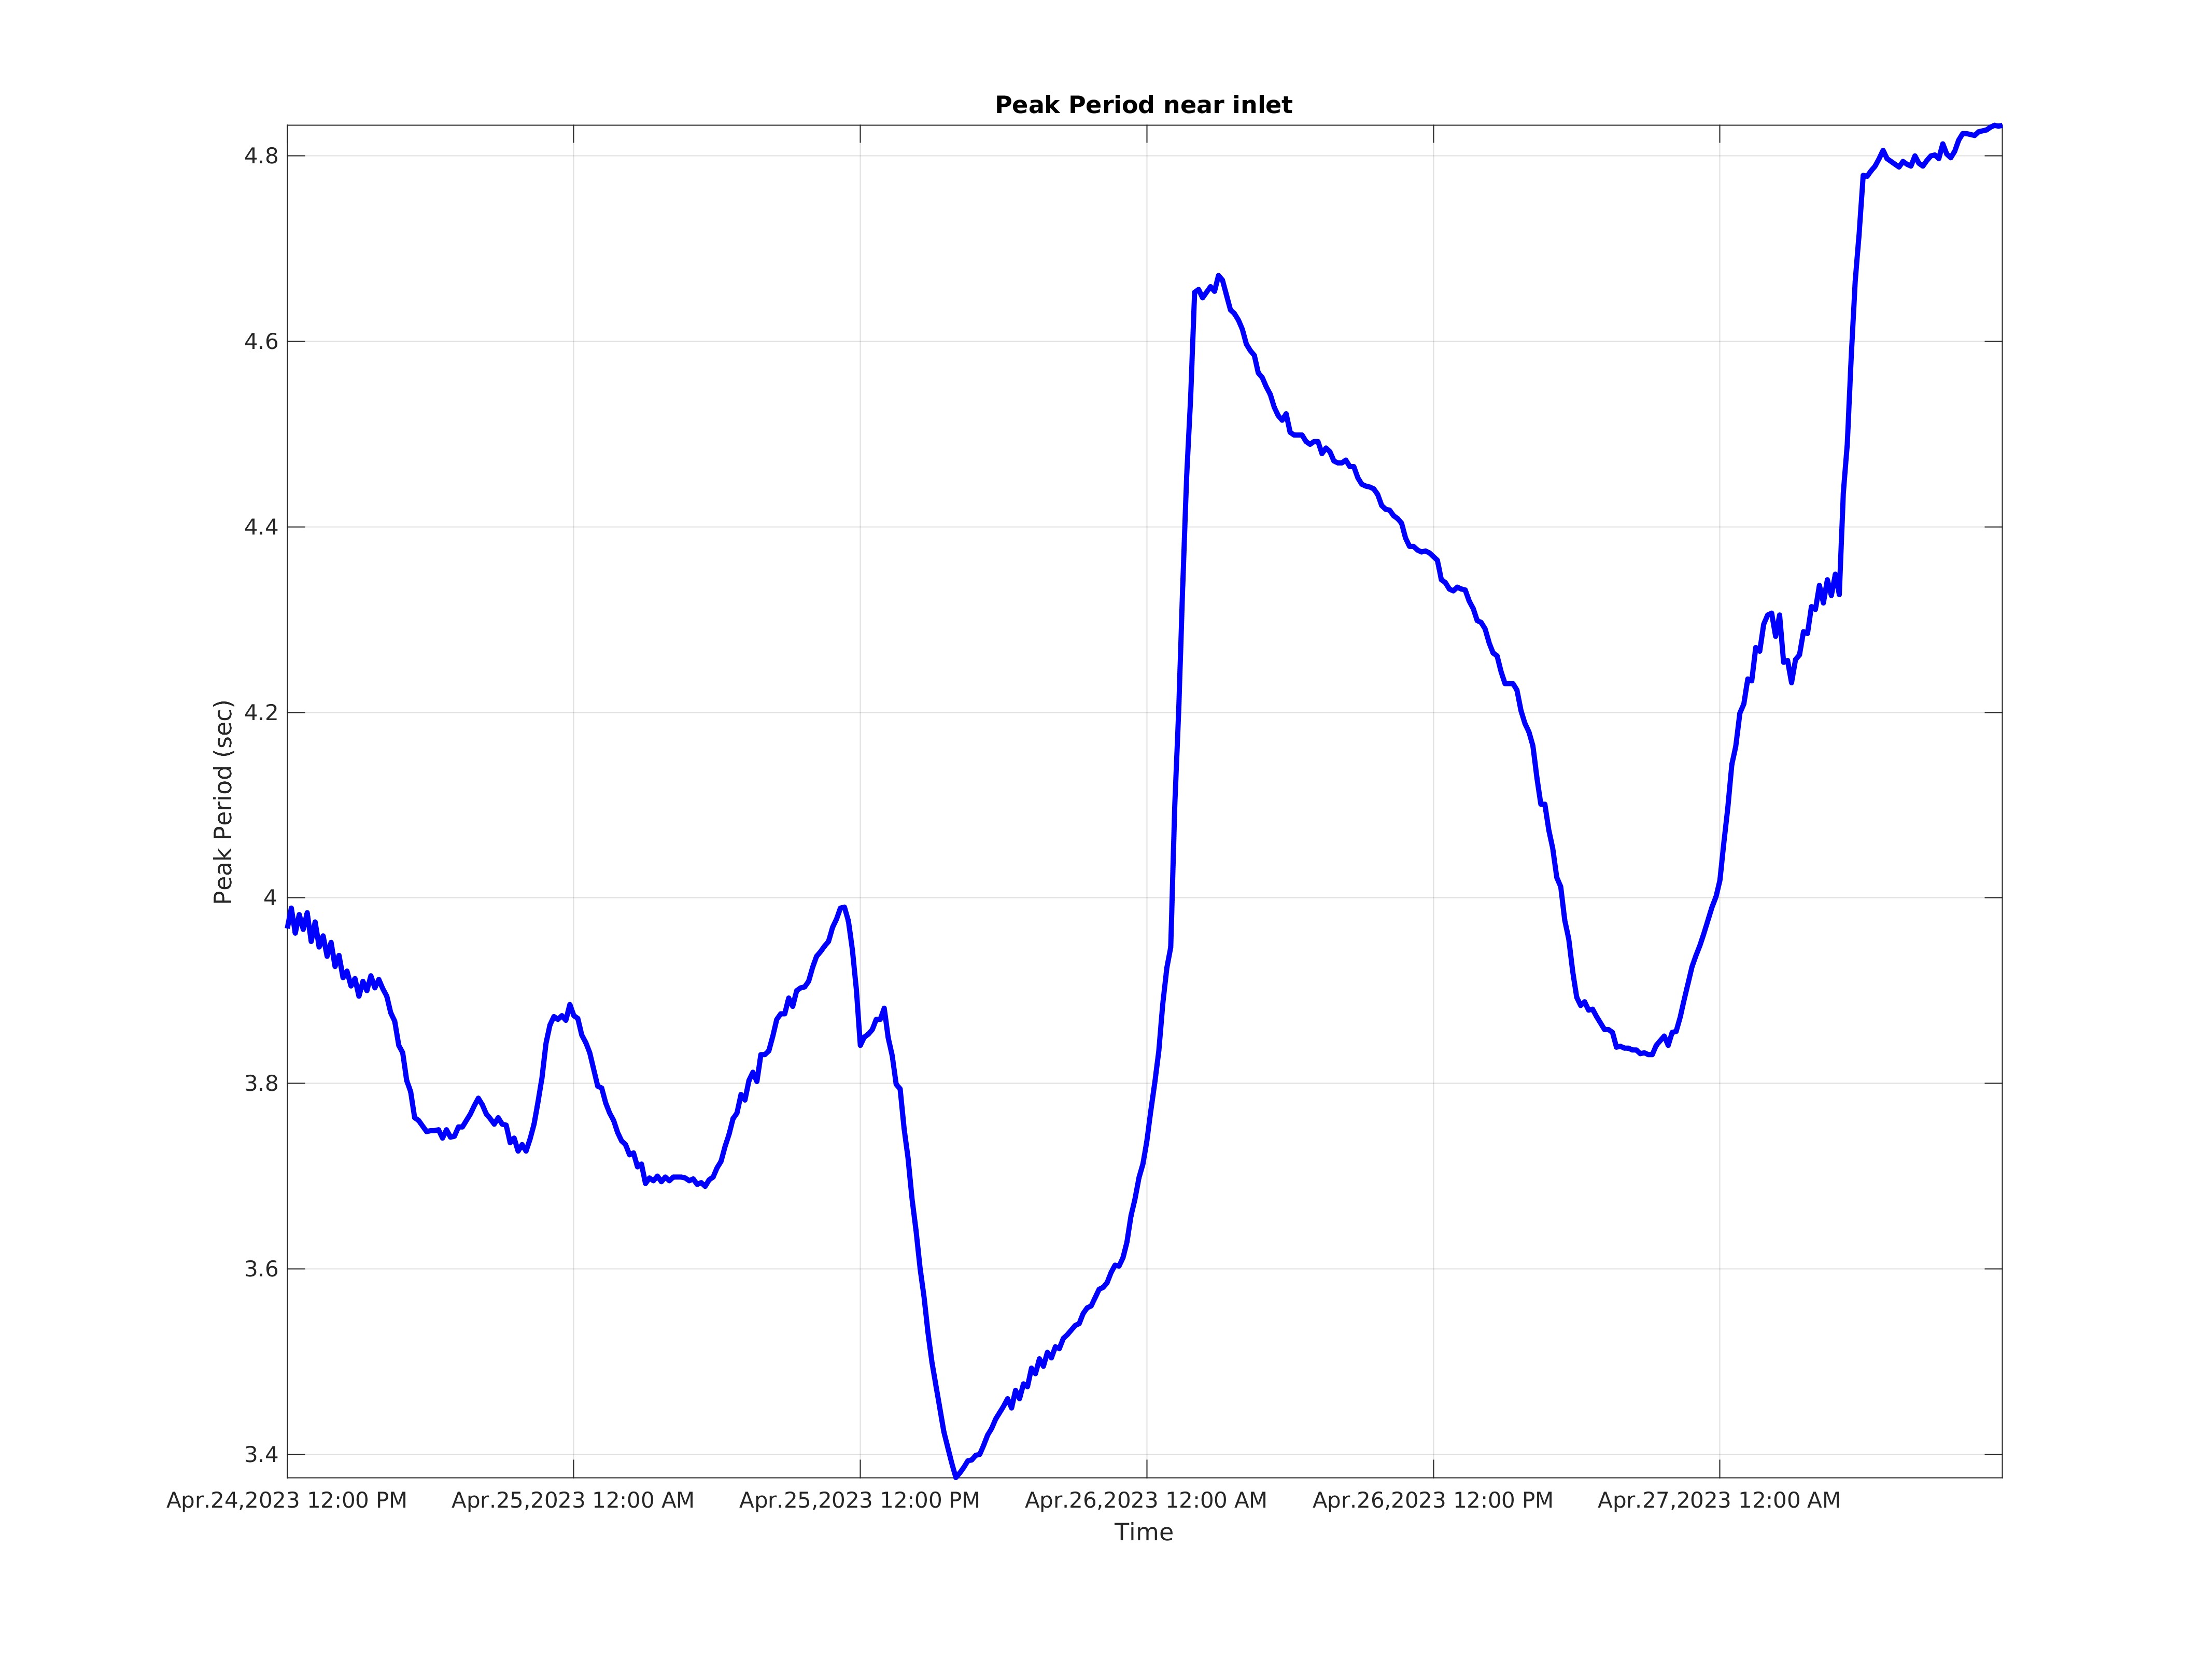 Peak Period near inlet
4.8
4.6
4.4
4.2
4
3.8
3.6
3.4
Peak Period (sec)
Apr.24,2023 12:00 PM Apr.25,2023 12:00 AM Apr.25,2023 12:00 PM Apr.26,2023 12:00 AM Apr.26,2023 12:00 PM Apr.27,2023 12:00 AM
Time